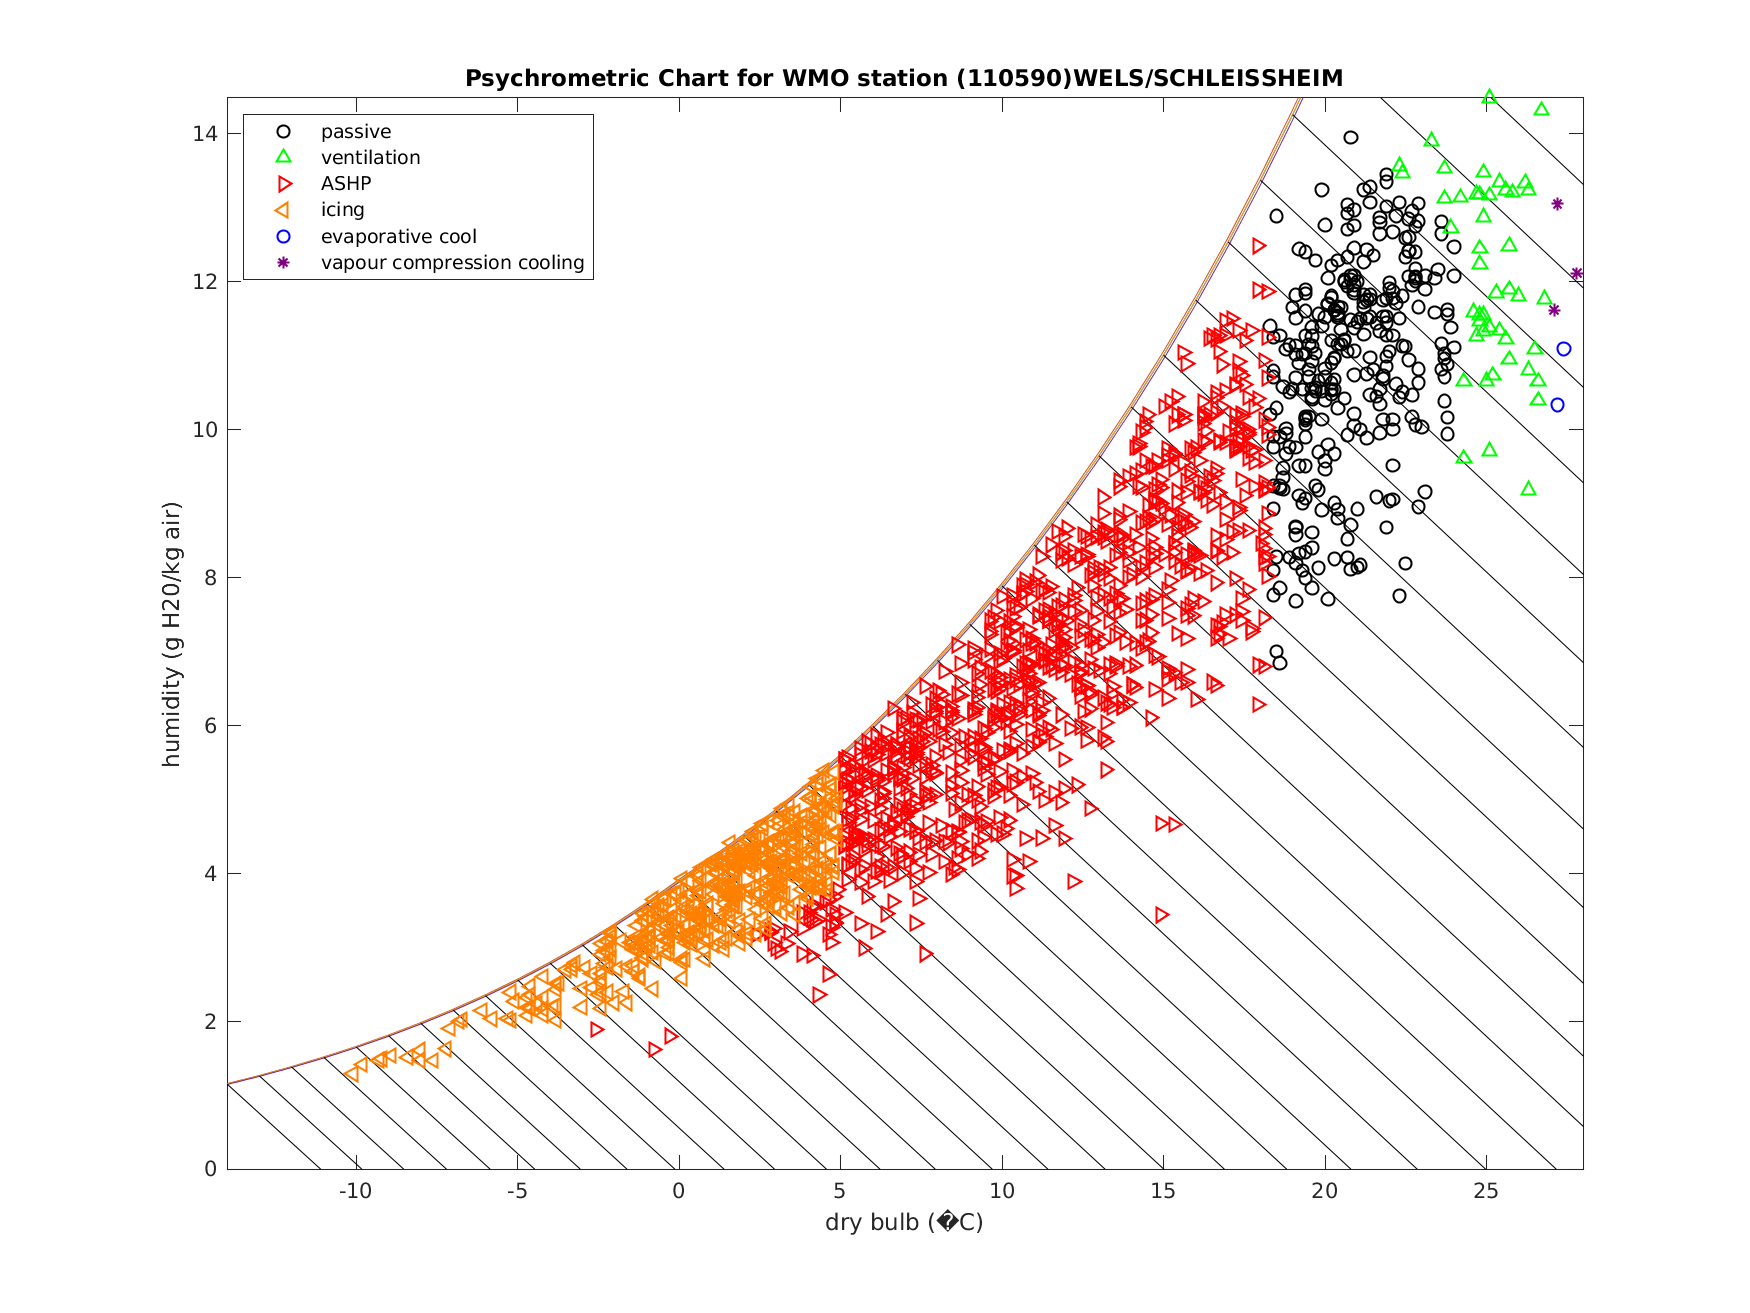 Psychrometric Chart for WMO station (110590)WELS/SCHLEISSHEIM
passive
ventilation
ASHP
icing
evaporative cool
vapour compression cooling
humidity (g H20/kg air)
14
12
10
8
6
4
2
0
-10 -5 0 5 10 15 20 25
dry bulb (�C)